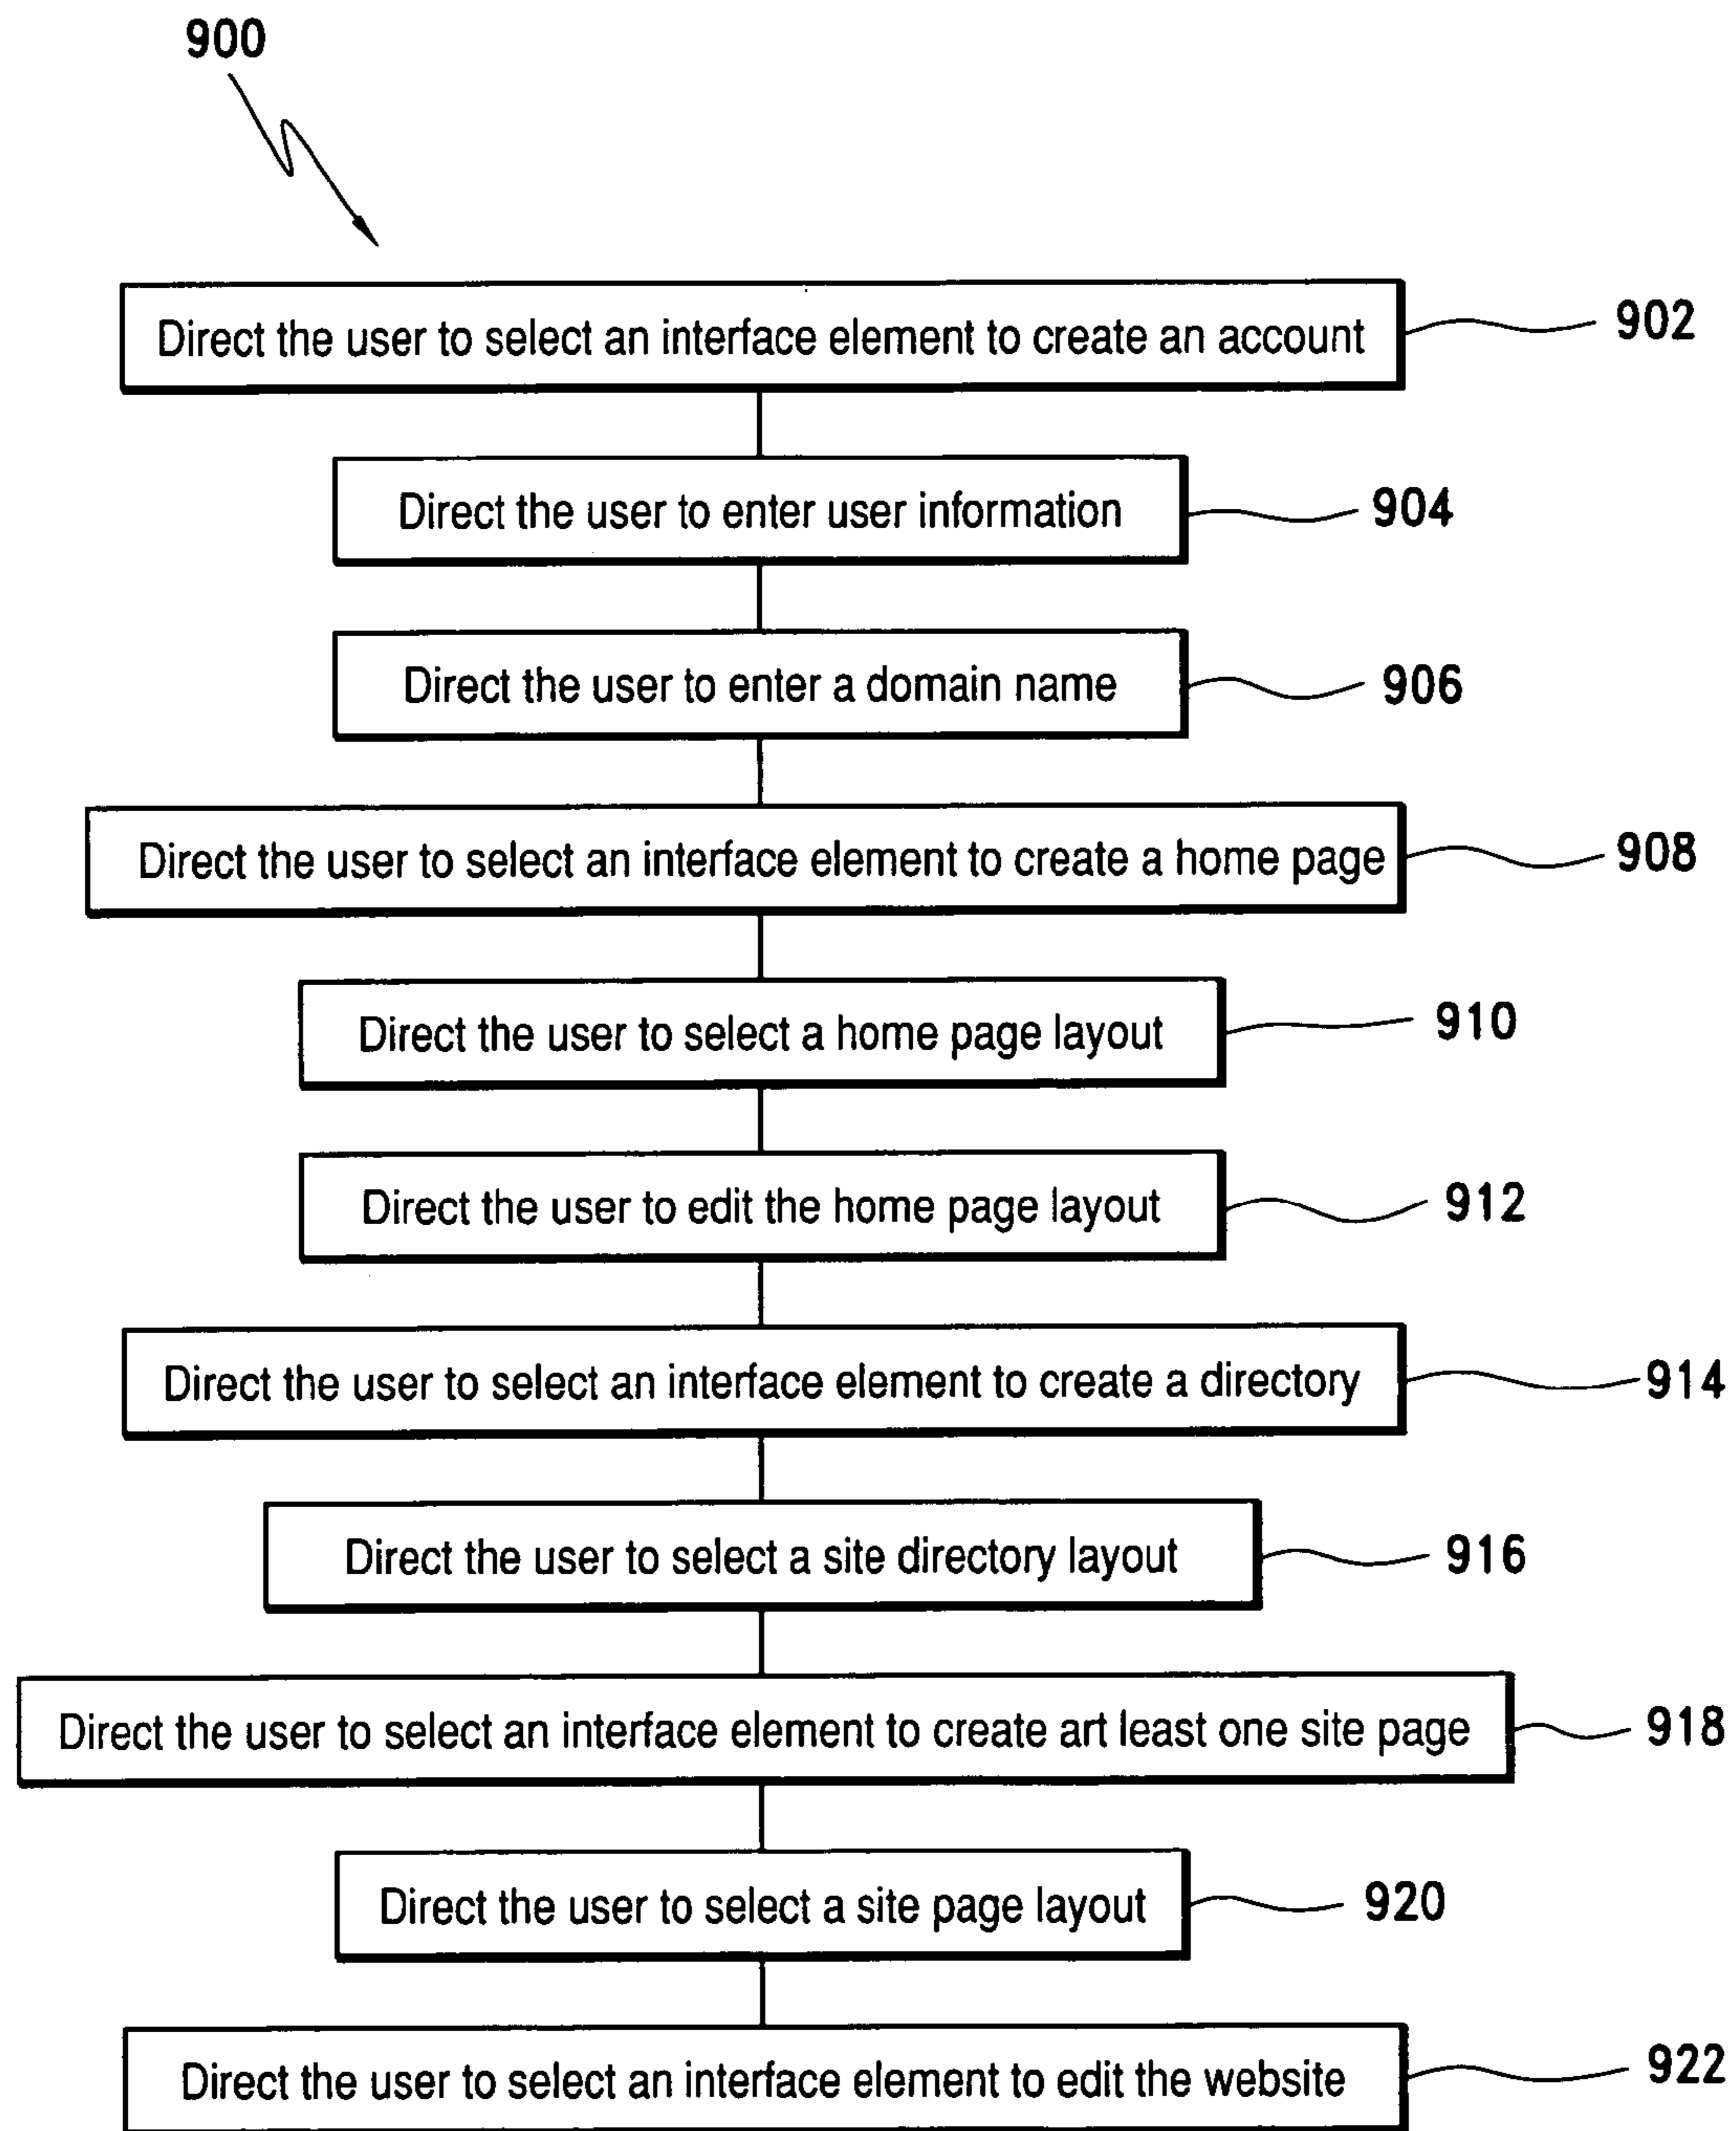 900
Direct the user to select an interface element to create an account
902
Direct the user to enter user information
904
Direct the user to enter a domain name
906
Direct the user to select an interface element to create a home page
908
Direct the user to select a home page layout
910
Direct the user to edit the home page layout
912
Direct the user to select an interface element to create a directory
914
Direct the user to select a site directory layout
916
Direct the user to select an interface element to create art least one site page
918
Direct the user to select a site page layout
920
Direct the user to select an interface element to edit the website
922